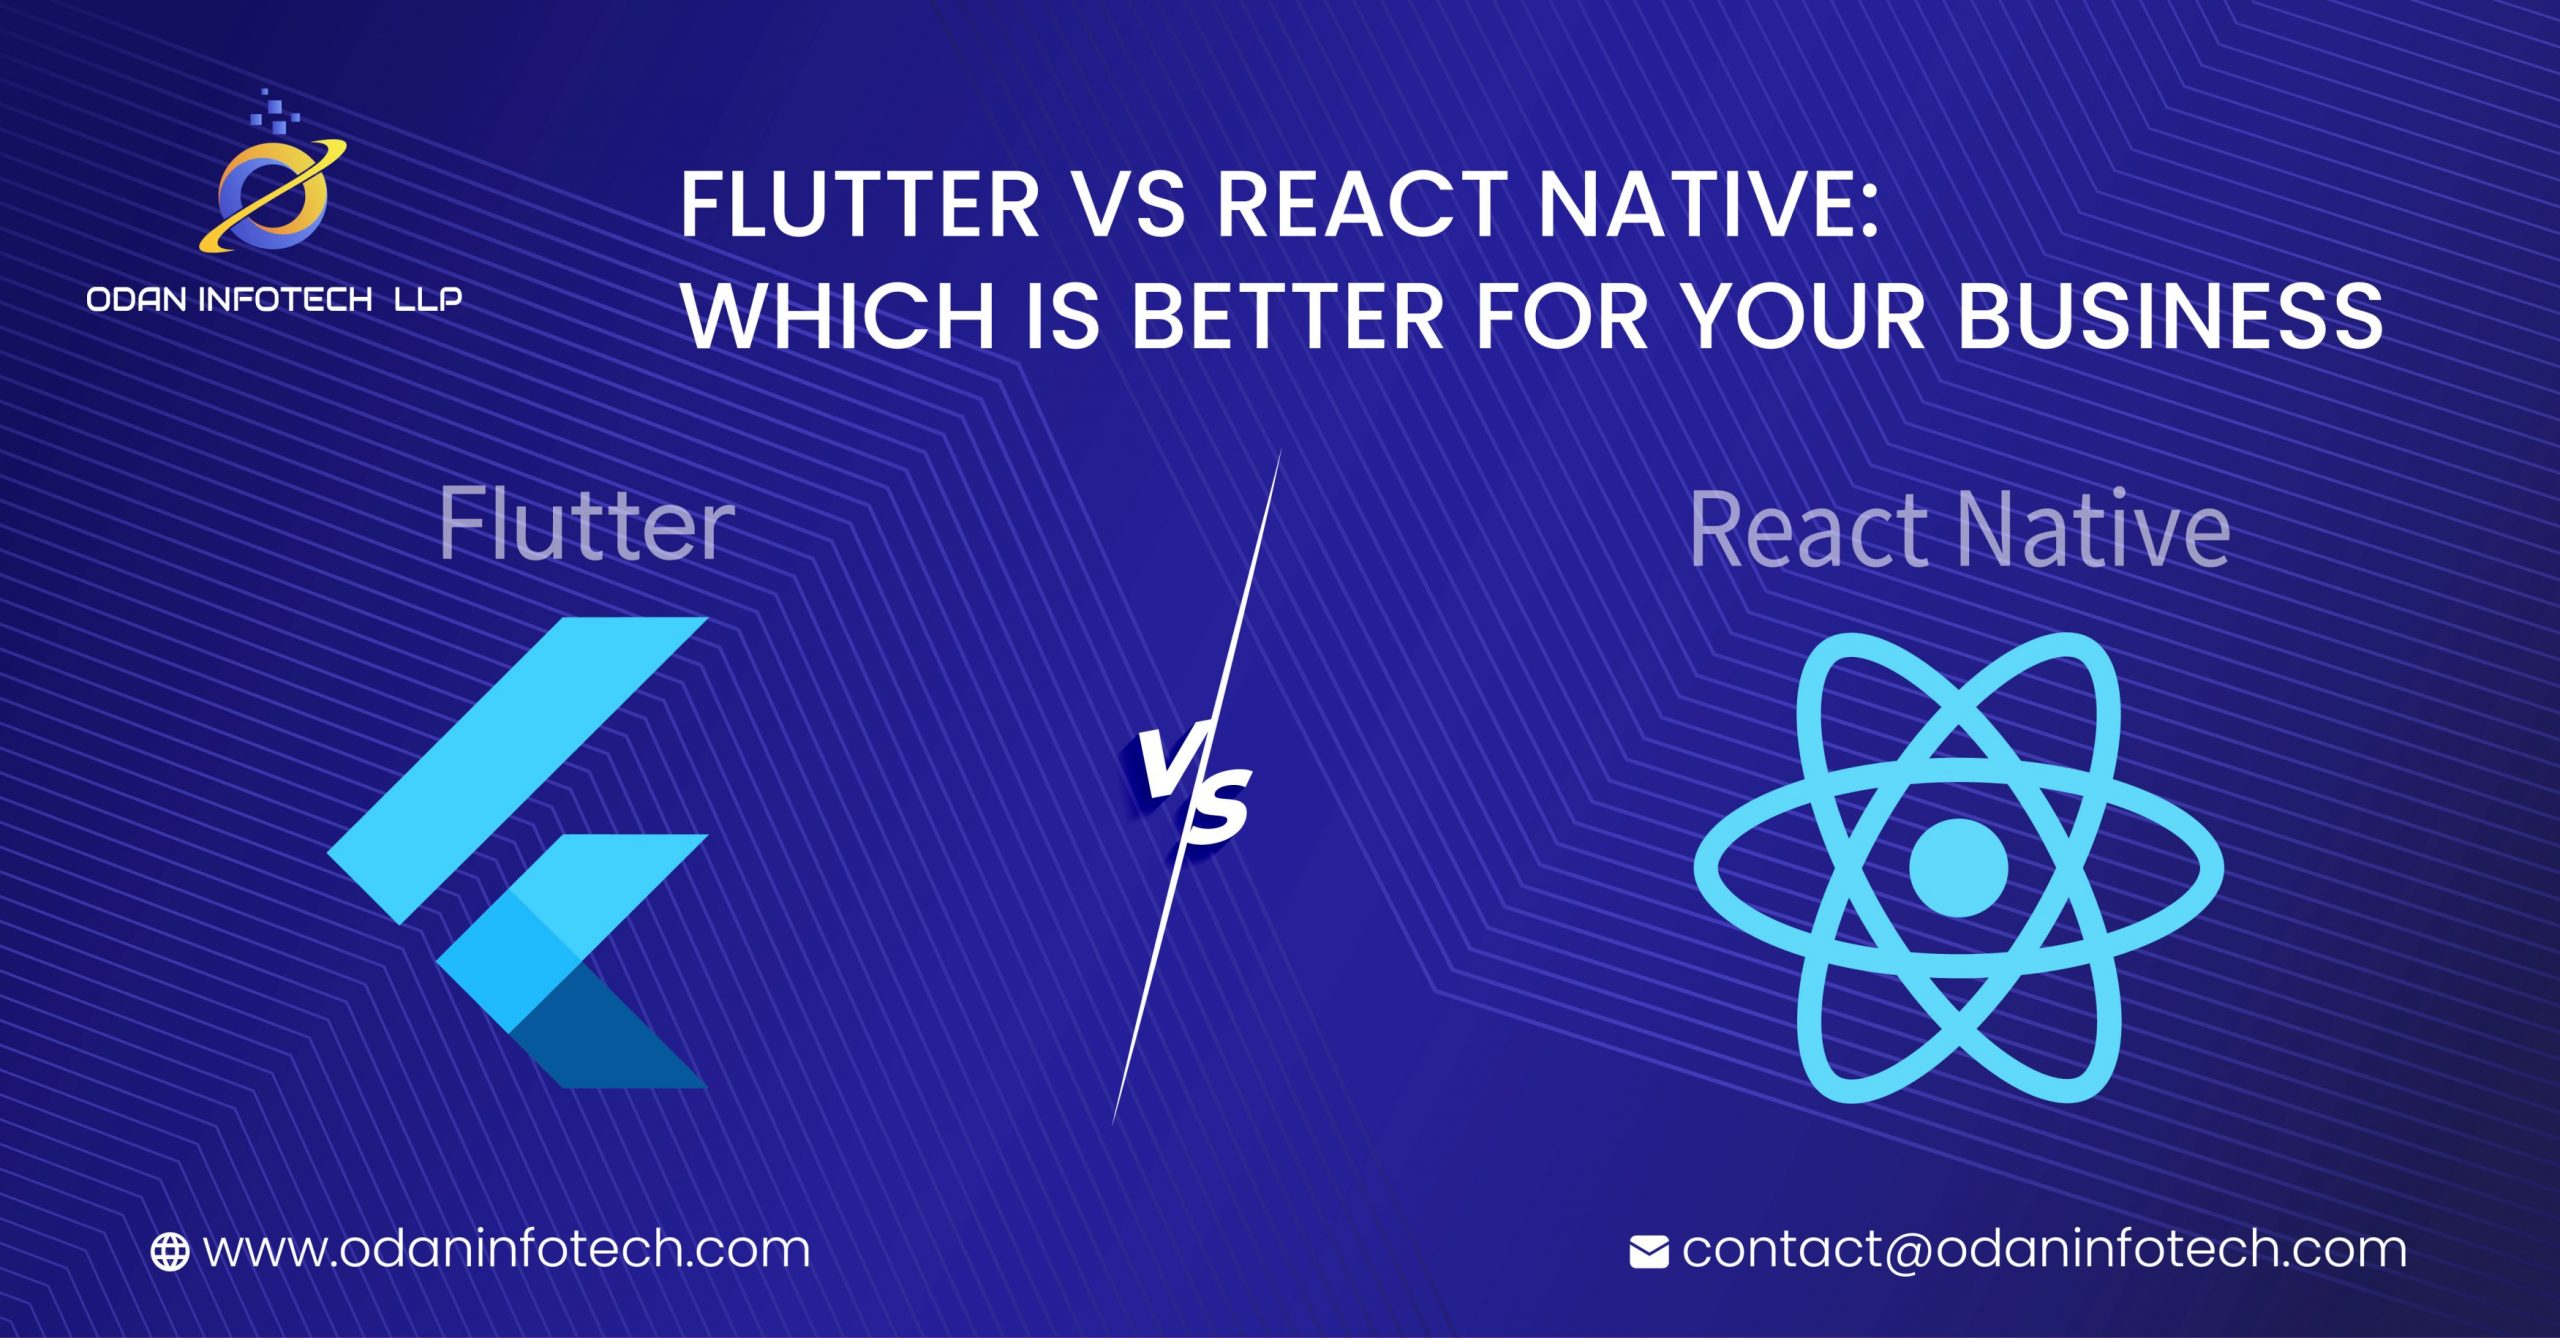 ODAN INFOTECH LLP
FLUTTER VS REACT NATIVE:
WHICH IS BETTER FOR YOUR BUSINESS
Flutter
React Native
VS
www.odaninfotech.com
contact@odaninfotech.com